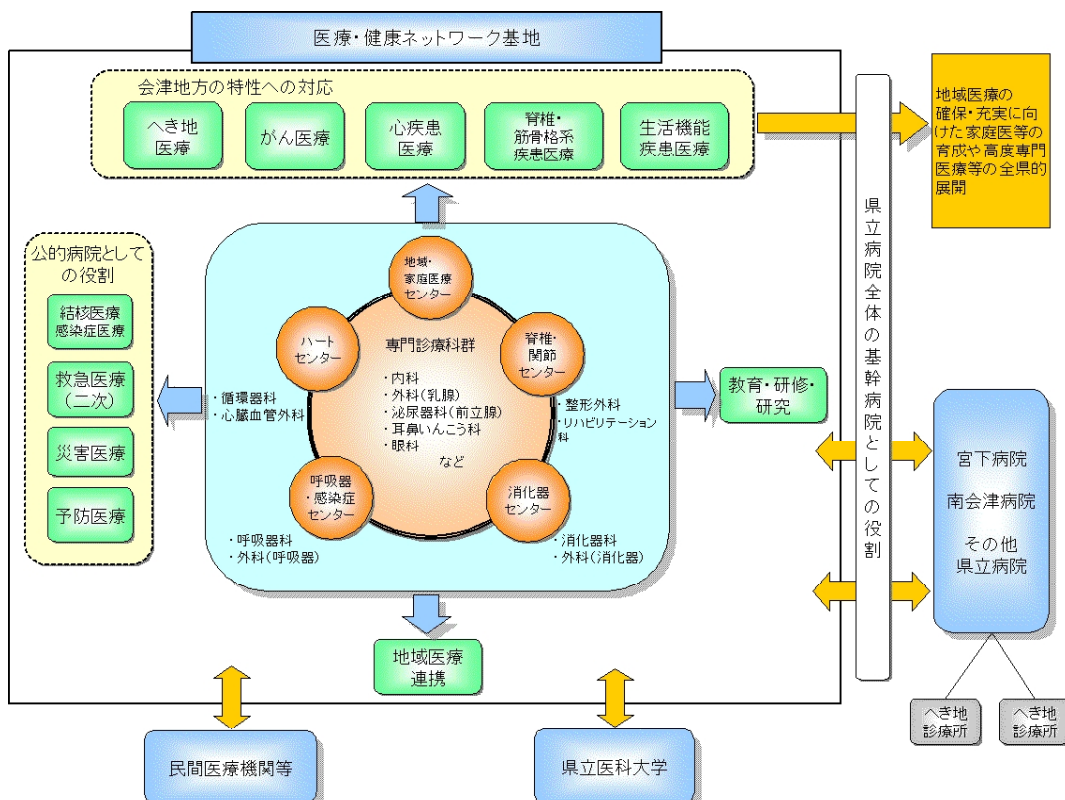 医療・健康ネットワーク基地
会津地方の特性への対応
へき地
医療
がん医療
心疾患
医療
脊椎・
筋骨格系
疾患医療
生活機能
疾患医療
地域医療の
確保・充実に向
けた家庭医等の
育成や高度専門
医療等の全県的
展開
公的病院として
の役割
結核医療
感染症医療
救急医療
(二次)
災害医療
予防医療
地域・
家庭医療
センター
ハート
センター
・循環器科
・心臓血管外科
専門診療科群
・内科
・外科(乳腺)
・泌尿器科(前立腺)
・耳鼻いんこう科
・眼科
など
脊椎・
関節
センター
・整形外科
・リハビリテーション
科
呼吸器
・感染症
センター
・呼吸器科
・外科(呼吸器)
消化器
センター
・消化器科
・外科(消化器)
教育・研修・
研究
地域医療
連携
県立病院全体の基幹病院としての役割
宮下病院
南会津病院
その他
県立病院
へき地
診療所
へき地
診療所
民間医療機関等
県立医科大学